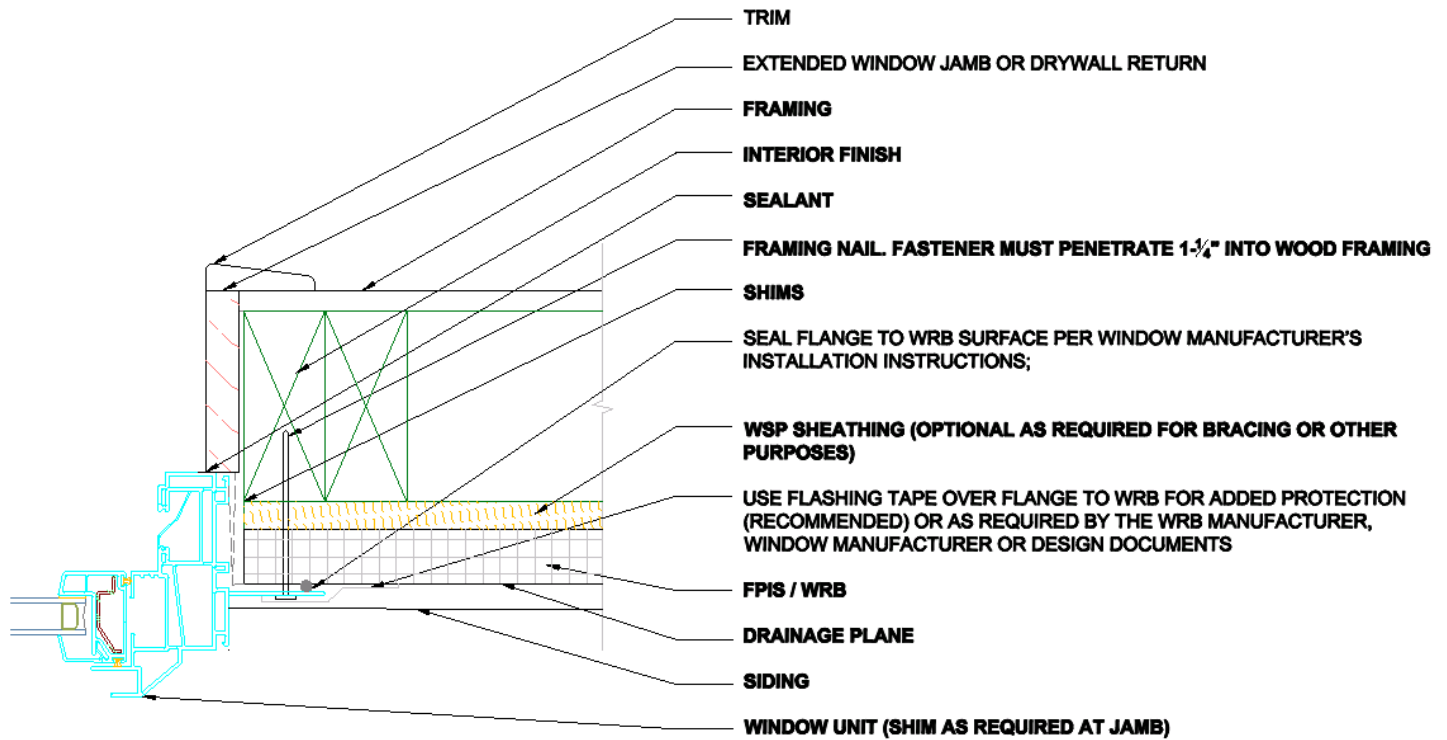 TRIM
EXTENDED WINDOW JAMB OR DRYWALL RETURN
FRAMING
INTERIOR FINISH
SEALANT
FRAMING NAIL. FASTENER MUST PENETRATE 1-¼" INTO WOOD FRAMING
SHIMS
SEAL FLANGE TO WRB SURFACE PER WINDOW MANUFACTURER'S
INSTALLATION INSTRUCTIONS;
WSP SHEATHING (OPTIONAL AS REQUIRED FOR BRACING OR OTHER
PURPOSES)
USE FLASHING TAPE OVER FLANGE TO WRB FOR ADDED PROTECTION
(RECOMMENDED) OR AS REQUIRED BY THE WRB MANUFACTURER,
WINDOW MANUFACTURER OR DESIGN DOCUMENTS
FPIS / WRB
DRAINAGE PLANE
SIDING
WINDOW UNIT (SHIM AS REQUIRED AT JAMB)